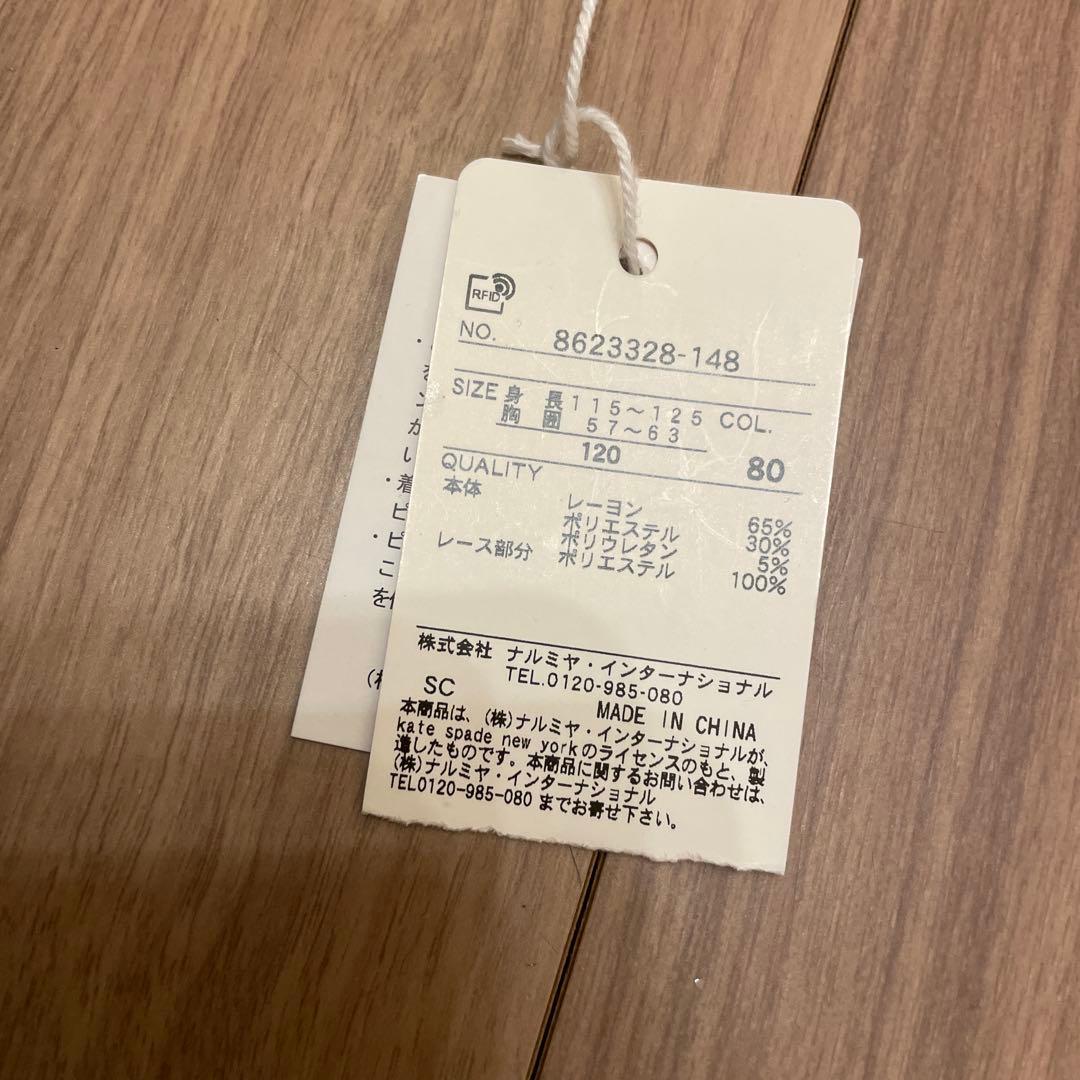 RFID
NO. 8623328-148
SIZE 身長 115〜125 COL.
胸囲 57〜63
120 80
QUALITY
本体 レーヨン 65%
ポリエステル 30%
ポリウレタン 5%
レース部分 ポリエステル 100%
株式会社 ナルミヤ・インターナショナル
TEL.0120-985-080
SC MADE IN CHINA
本商品は、(株)ナルミヤ・インターナショナルが、
kate spade new yorkのライセンスのもと、製
造したものです。本商品に関するお問い合わせは、
(株)ナルミヤ・インターナショナル
TEL0120-985-080 までお寄せ下さい。